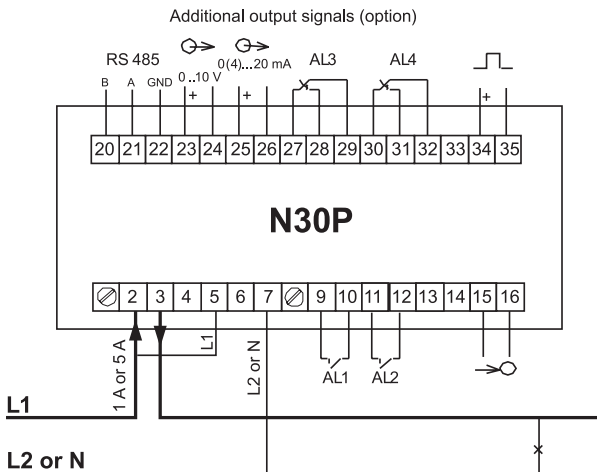 Additional output signals (option)
RS 485
0(4)...20 mA
AL3
AL4
B A GND
0 ..10 V
+ + +
20 21 22 23 24 25 26 27 28 29 30 31 32 33 34 35
N30P
2 3 4 5 6 7 9 10 11 12 13 14 15 16
1 A or 5 A
L1
L2 or N
AL1
AL2
L1
L2 or N